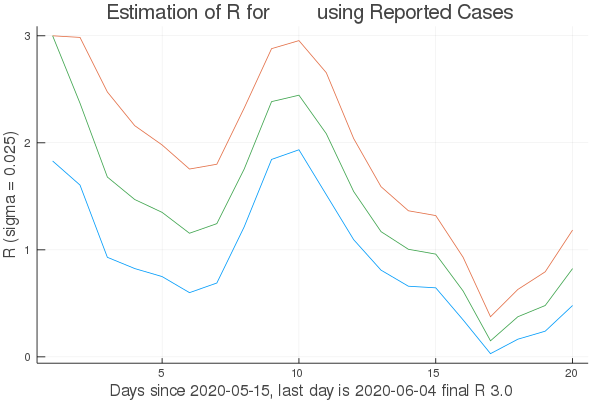 Estimation of R for using Reported Cases
3
2
1
0
R (sigma = 0.025)
5 10 15 20
Days since 2020-05-15, last day is 2020-06-04 final R 3.0